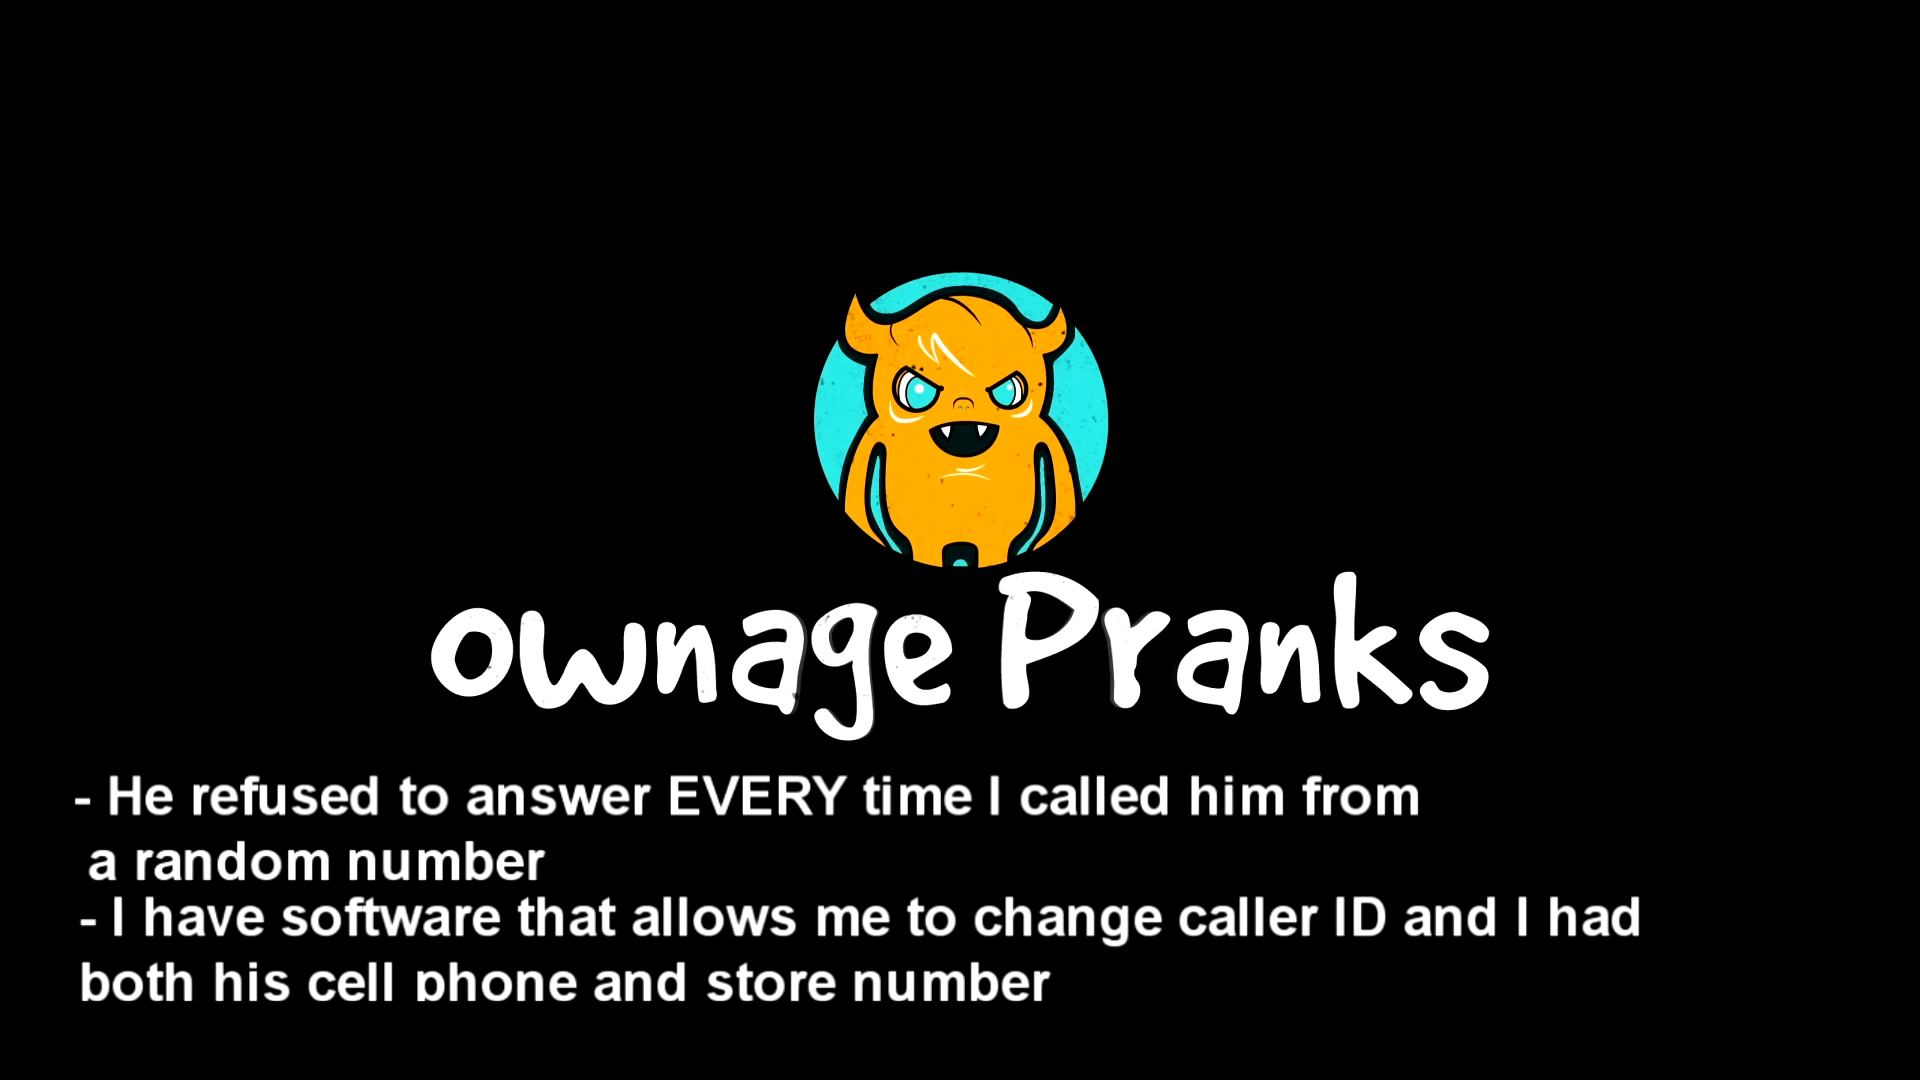 ownage Pranks
- He refused to answer EVERY time I called him from
a random number
- I have software that allows me to change caller ID and I had
both his cell phone and store number